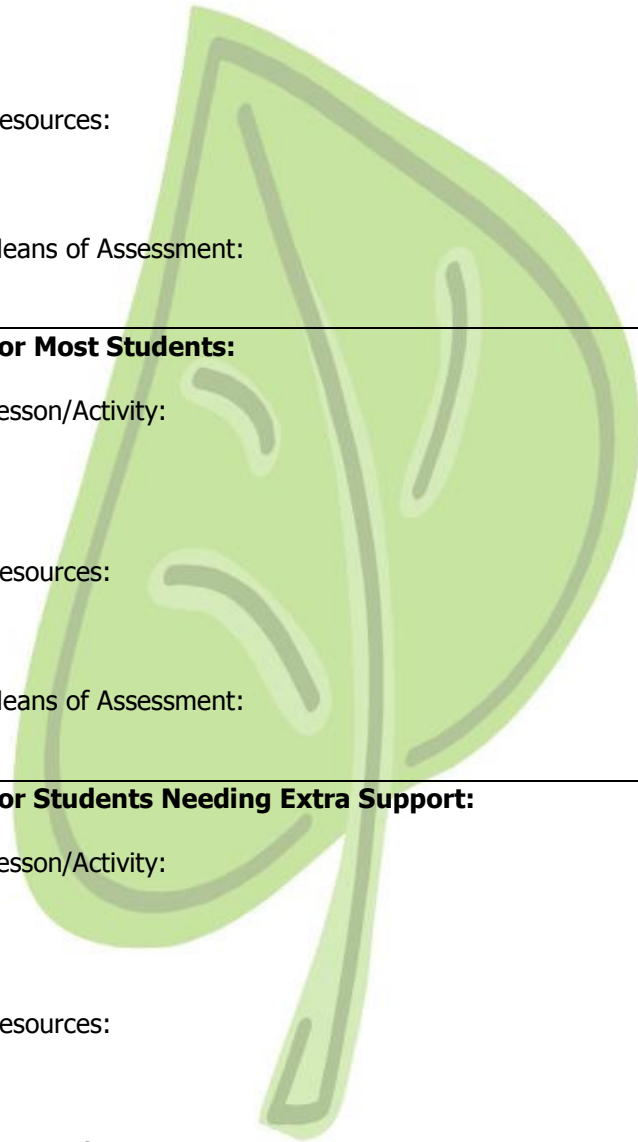 esources:
leans of Assessment:
or Most Students:
esson/Activity:
esources:
leans of Assessment:
or Students Needing Extra Support:
esson/Activity:
esources: